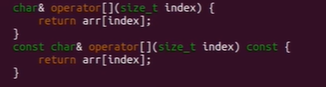 char& operator[](size_t index) {
    return arr[index];
}
const char& operator[](size_t index) const {
    return arr[index];
}